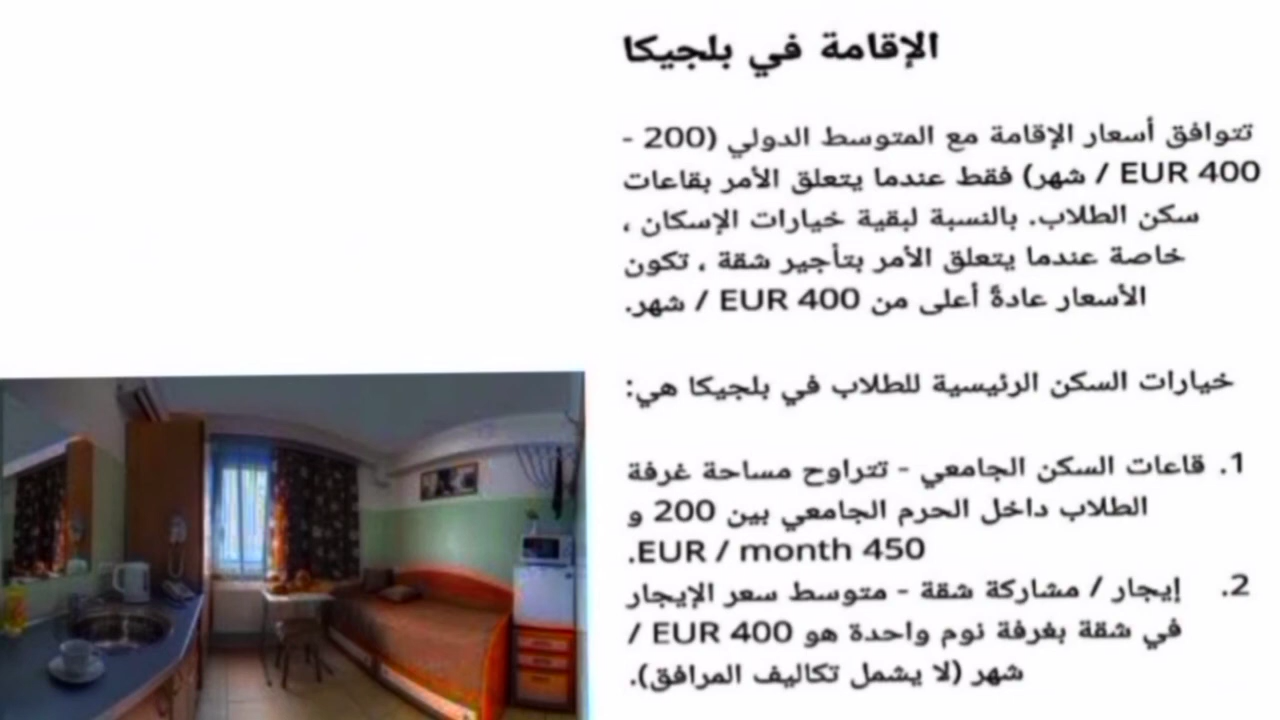 الإقامة في بلجيكا
تتوافق أسعار الإقامة مع المتوسط الدولي (200 -
400 EUR / شهر) فقط عندما يتعلق الأمر بقاعات
سكن الطلاب. بالنسبة لبقية خيارات الإسكان ،
خاصة عندما يتعلق الأمر بتأجير شقة ، تكون
الأسعار عادةً أعلى من 400 EUR / شهر.
خيارات السكن الرئيسية للطلاب في بلجيكا هي:
1. قاعات السكن الجامعي - تتراوح مساحة غرفة
الطلاب داخل الحرم الجامعي بين 200 و
450 EUR / month.
2. إيجار / مشاركة شقة - متوسط سعر الإيجار
في شقة بغرفة نوم واحدة هو 400 EUR /
شهر (لا يشمل تكاليف المرافق).